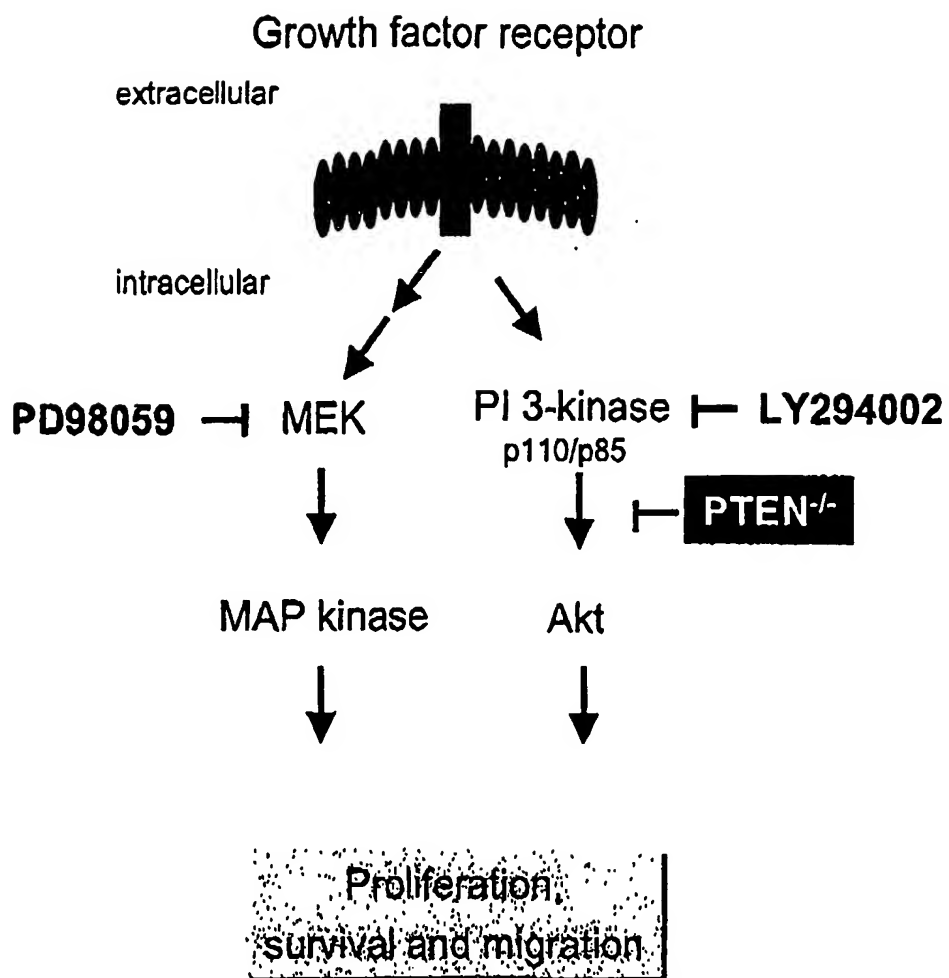 Growth factor receptor
extracellular
intracellular
PD98059 MEK PI 3-kinase LY294002
p110/p85
PTEN-/-
MAP kinase Akt
Proliferation,
survival and migration